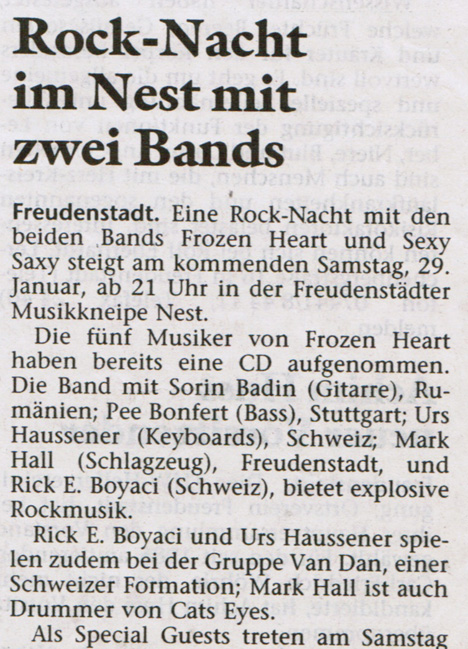 Rock-Nacht
im Nest mit
zwei Bands
Freudenstadt. Eine Rock-Nacht mit den
beiden Bands Frozen Heart und Sexy
Saxy steigt am kommenden Samstag, 29.
Januar, ab 21 Uhr in der Freudenstädter
Musikkneipe Nest.
Die fünf Musiker von Frozen Heart
haben bereits eine CD aufgenommen.
Die Band mit Sorin Badin (Gitarre), Ru-
mänien; Pee Bonfert (Bass), Stuttgart; Urs
Haussener (Keyboards), Schweiz; Mark
Hall (Schlagzeug), Freudenstadt, und
Rick E. Boyaci (Schweiz), bietet explosive
Rockmusik.
Rick E. Boyaci und Urs Haussener spie-
len zudem bei der Gruppe Van Dan, einer
Schweizer Formation; Mark Hall ist auch
Drummer von Cats Eyes.
Als Special Guests treten am Samstag